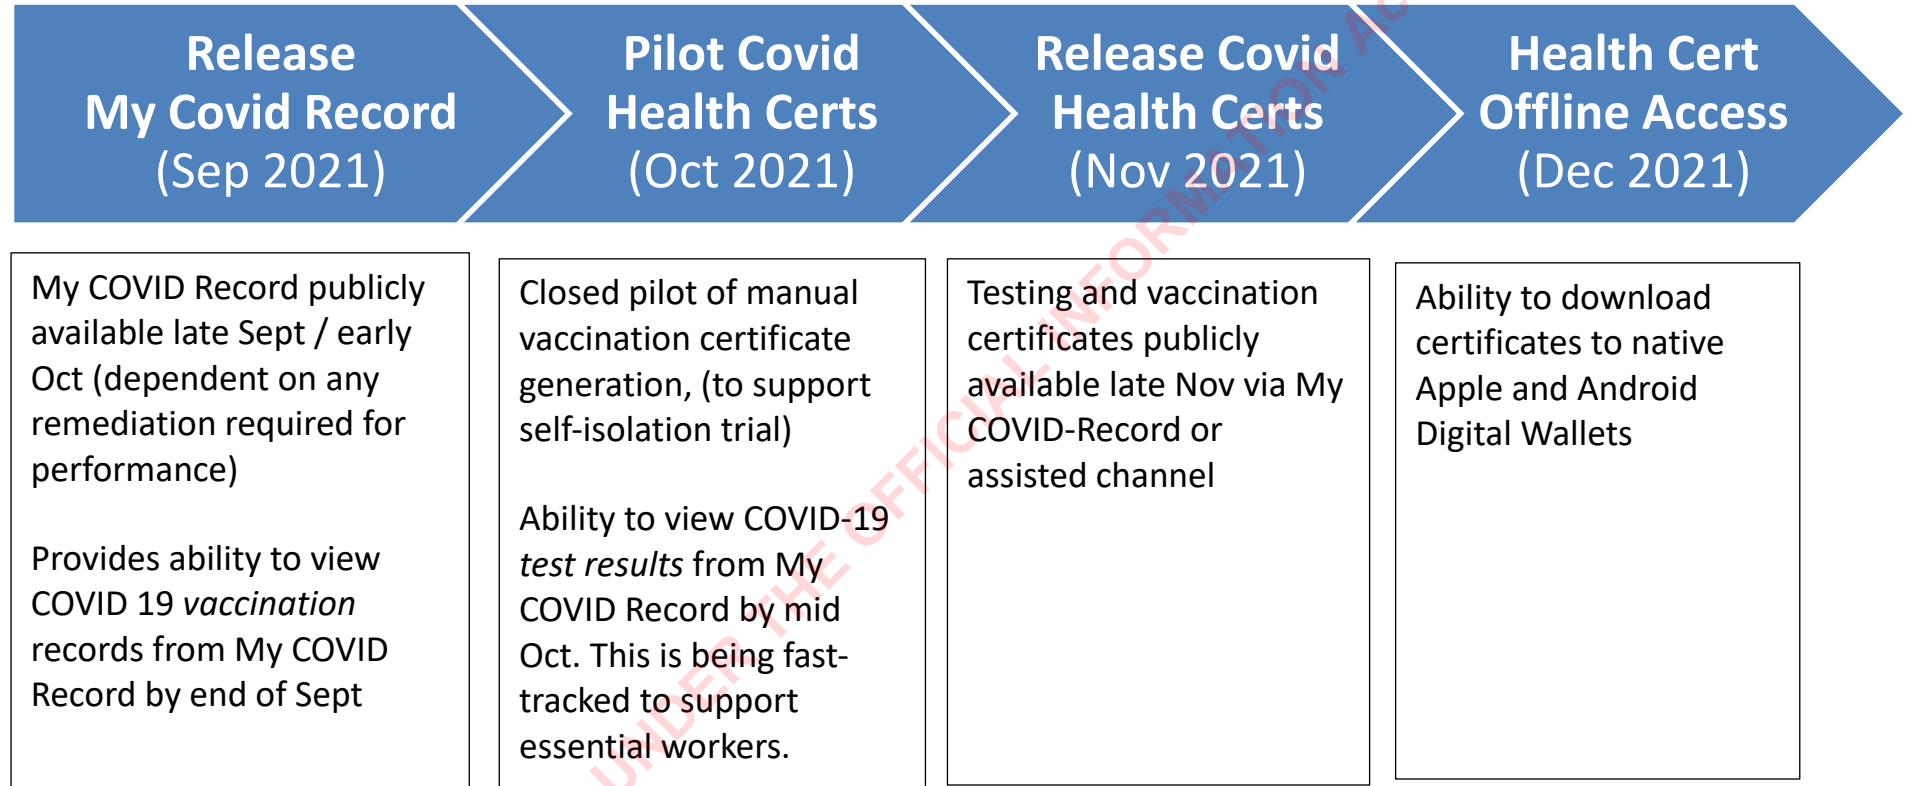 Release
My Covid Record
(Sep 2021)
Pilot Covid
Health Certs
(Oct 2021)
Release Covid
Health Certs
(Nov 2021)
Health Cert
Offline Access
(Dec 2021)
My COVID Record publicly
available late Sept / early
Oct (dependent on any
remediation required for
performance)
Provides ability to view
COVID 19 vaccination
records from My COVID
Record by end of Sept
Closed pilot of manual
vaccination certificate
generation, (to support
self-isolation trial)
Ability to view COVID-19
test results from My
COVID Record by mid
Oct. This is being fast-
tracked to support
essential workers.
Testing and vaccination
certificates publicly
available late Nov via My
COVID-Record or
assisted channel
Ability to download
certificates to native
Apple and Android
Digital Wallets
UNDER THE OFFICIAL INFORMATION Ac